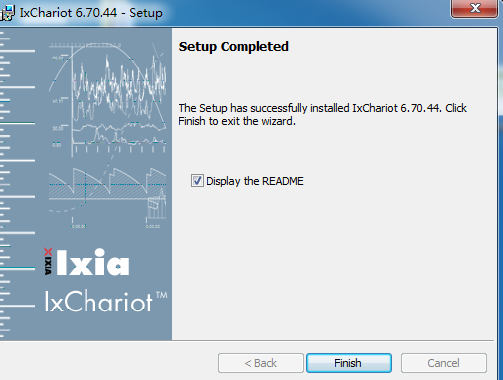 IxChariot 6.70.44 - Setup
Setup Completed
The Setup has successfully installed IxChariot 6.70.44. Click
Finish to exit the wizard.
Display the README
IXIA
Ixia
IxChariot™
< Back
Finish
Cancel